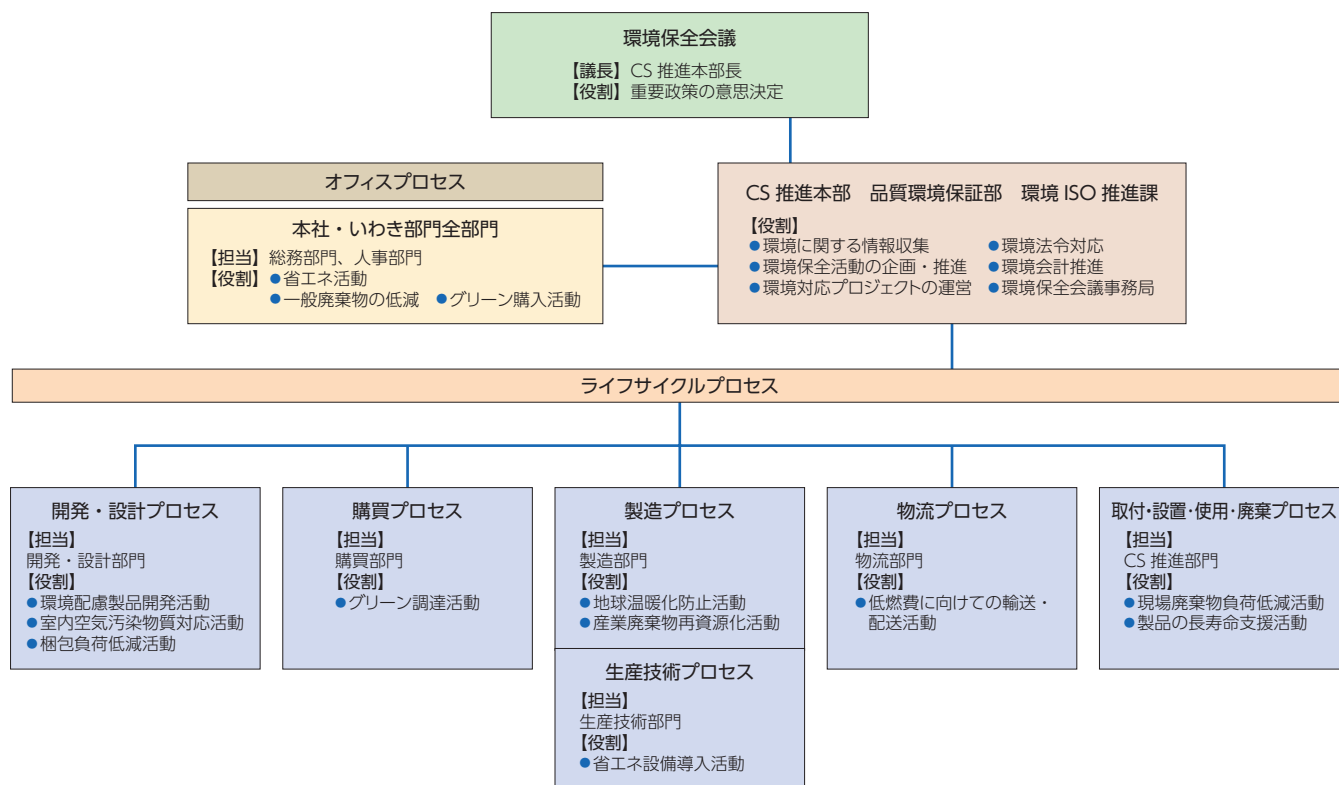 環境保全会議
【議長】CS 推進本部長
【役割】重要政策の意思決定
オフィスプロセス
本社・いわき部門全部門
【担当】総務部門、人事部門
【役割】●省エネ活動
●一般廃棄物の低減 ●グリーン購入活動
CS 推進本部 品質環境保証部 環境 ISO 推進課
【役割】
●環境に関する情報収集 ●環境法令対応
●環境保全活動の企画・推進 ●環境会計推進
●環境対応プロジェクトの運営 ●環境保全会議事務局
ライフサイクルプロセス
開発・設計プロセス
【担当】
開発・設計部門
【役割】
●環境配慮製品開発活動
●室内空気汚染物質対応活動
●梱包負荷低減活動
購買プロセス
【担当】
購買部門
【役割】
●グリーン調達活動
製造プロセス
【担当】
製造部門
【役割】
●地球温暖化防止活動
●産業廃棄物再資源化活動
生産技術プロセス
【担当】
生産技術部門
【役割】
●省エネ設備導入活動
物流プロセス
【担当】
物流部門
【役割】
●低燃費に向けての輸送・
配送活動
取付・設置・使用・廃棄プロセス
【担当】
CS 推進部門
【役割】
●現場廃棄物負荷低減活動
●製品の長寿命支援活動